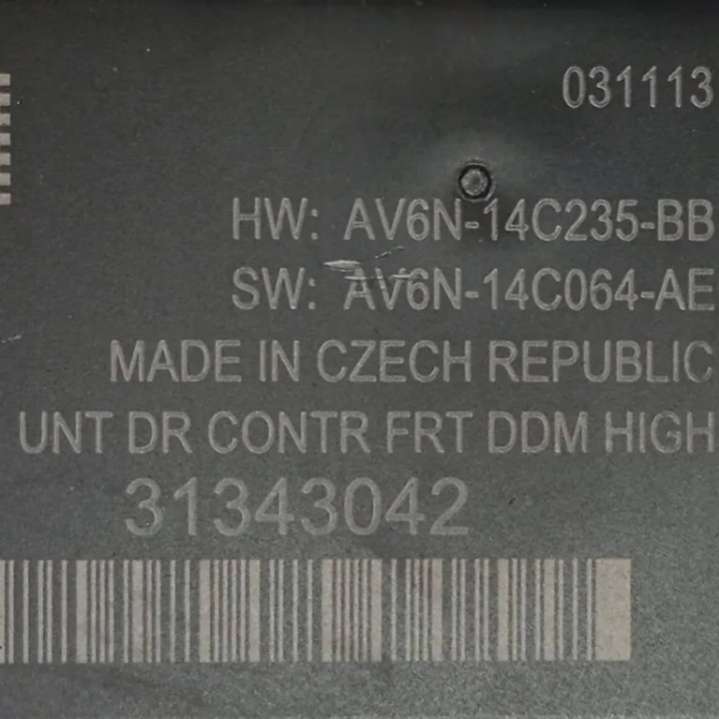 031113
HW: AV6N-14C235-BB
SW: AV6N-14C064-AE
MADE IN CZECH REPUBLIC
UNT DR CONTR FRT DDM HIGH
31343042